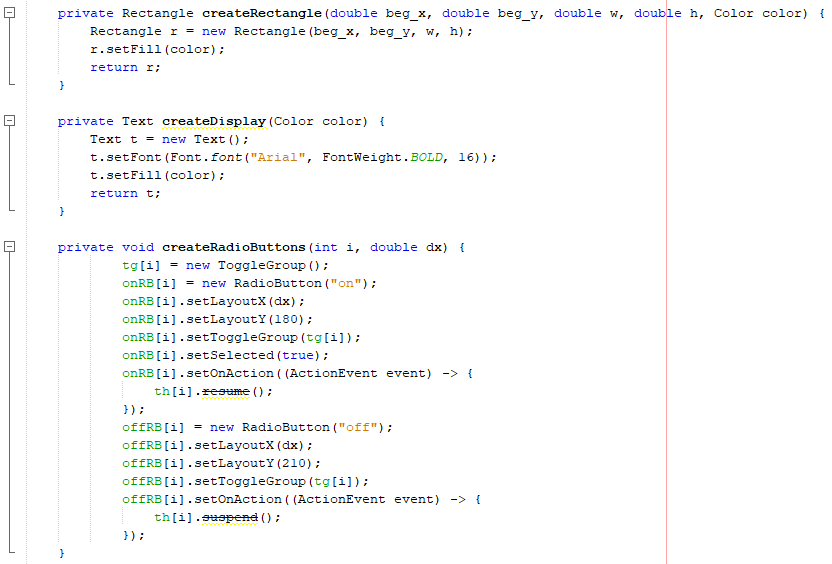 private Rectangle createRectangle(double beg_x, double beg_y, double w, double h, Color color) {
Rectangle r = new Rectangle(beg_x, beg_y, w, h);
r.setFill(color);
return r;
}
private Text createDisplay(Color color) {
Text t = new Text();
t.setFont(Font.font("Arial", FontWeight.BOLD, 16));
t.setFill(color);
return t;
}
private void createRadioButtons(int i, double dx) {
tg[i] = new ToggleGroup();
onRB[i] = new RadioButton("on");
onRB[i].setLayoutX(dx);
onRB[i].setLayoutY(180);
onRB[i].setToggleGroup(tg[i]);
onRB[i].setSelected(true);
onRB[i].setOnAction((ActionEvent event) -> {
th[i].resume();
});
offRB[i] = new RadioButton("off");
offRB[i].setLayoutX(dx);
offRB[i].setLayoutY(210);
offRB[i].setToggleGroup(tg[i]);
offRB[i].setOnAction((ActionEvent event) -> {
th[i].suspend();
});
}